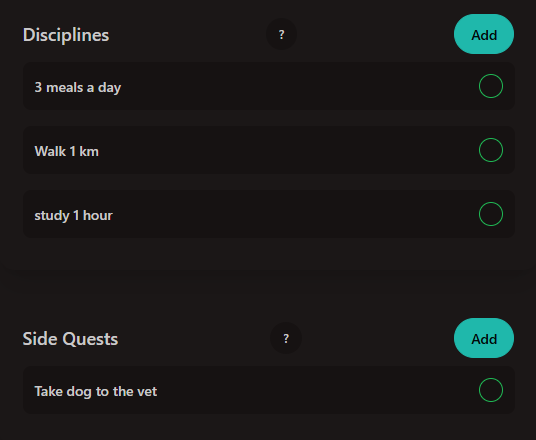 Disciplines ? Add
3 meals a day
Walk 1 km
study 1 hour
Side Quests ? Add
Take dog to the vet